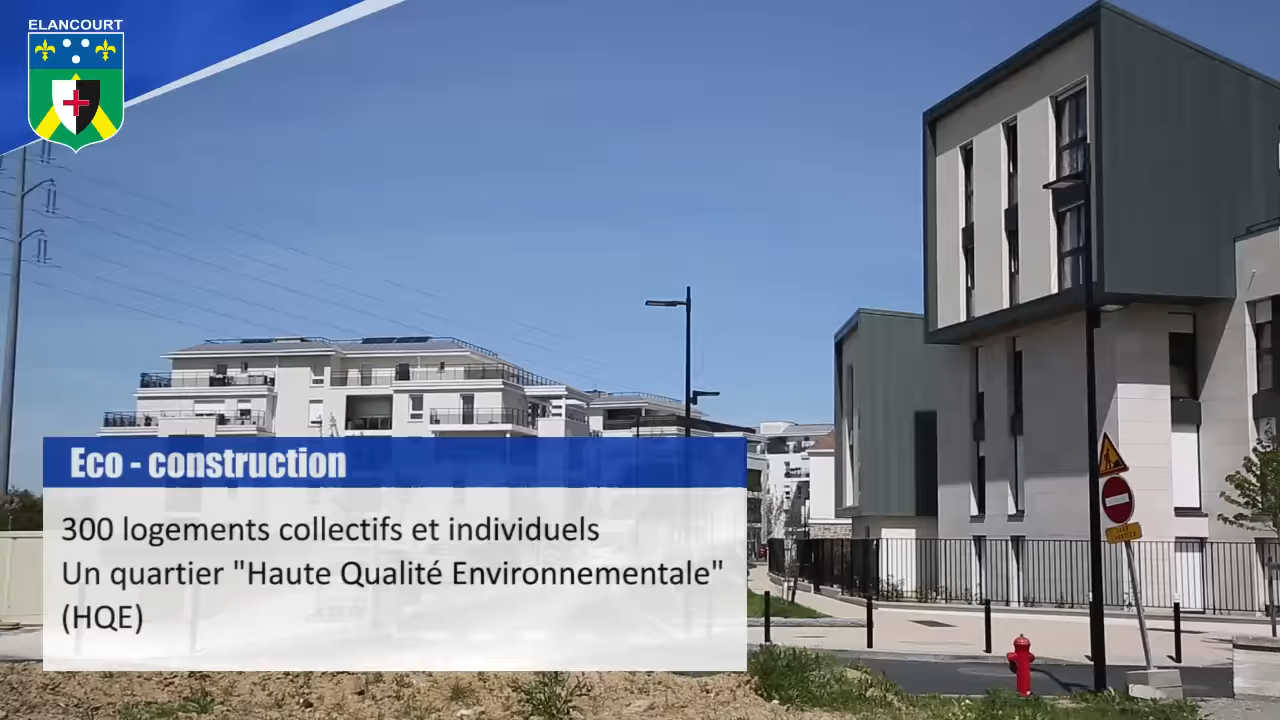 ELANCOURT
Eco - construction
300 logements collectifs et individuels
Un quartier "Haute Qualité Environnementale"
(HQE)